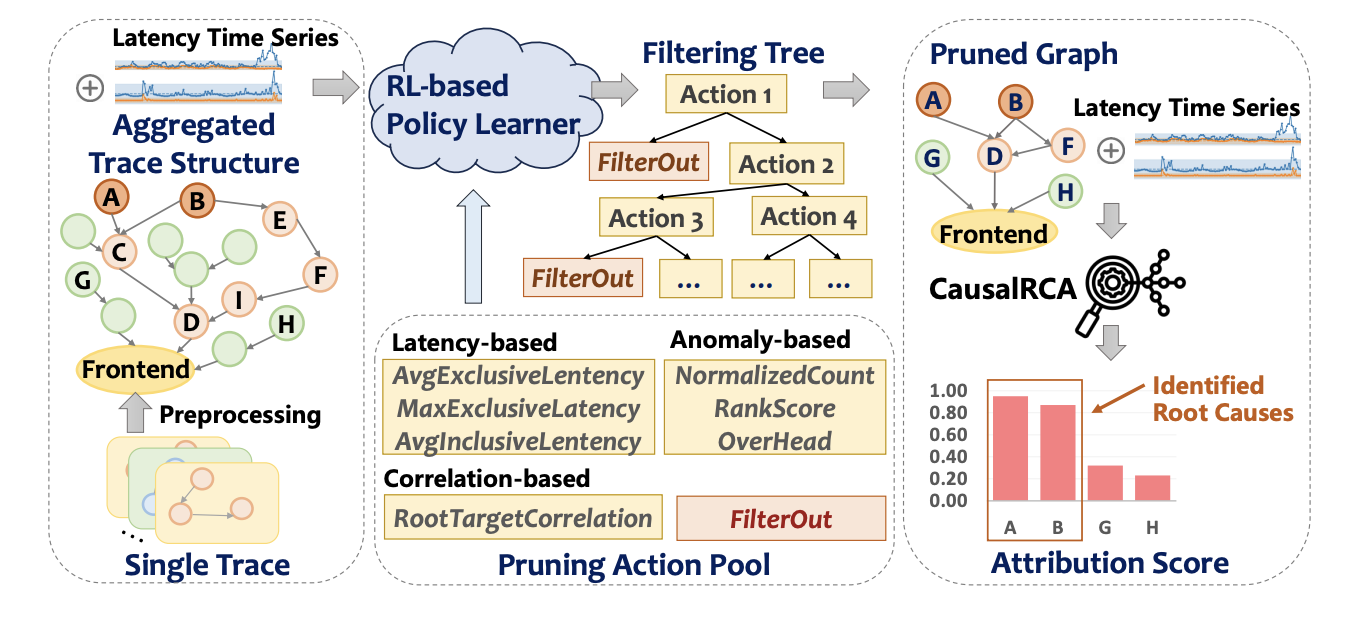 Latency Time Series
Aggregated
Trace Structure
A
B
E
C
G
F
I
D
H
Frontend
Preprocessing
Single Trace
RL-based
Policy Learner
Filtering Tree
Action 1
FilterOut
Action 2
Action 3
Action 4
FilterOut
...
...
...
Latency-based
AvgExclusiveLentency
MaxExclusiveLatency
AvgInclusiveLentency
Anomaly-based
NormalizedCount
RankScore
OverHead
Correlation-based
RootTargetCorrelation
FilterOut
Pruning Action Pool
Pruned Graph
A
B
Latency Time Series
G
D
F
H
Frontend
CausalRCA
Identified
Root Causes
1.00
0.80
0.60
0.40
0.20
0.00
A B G H
Attribution Score